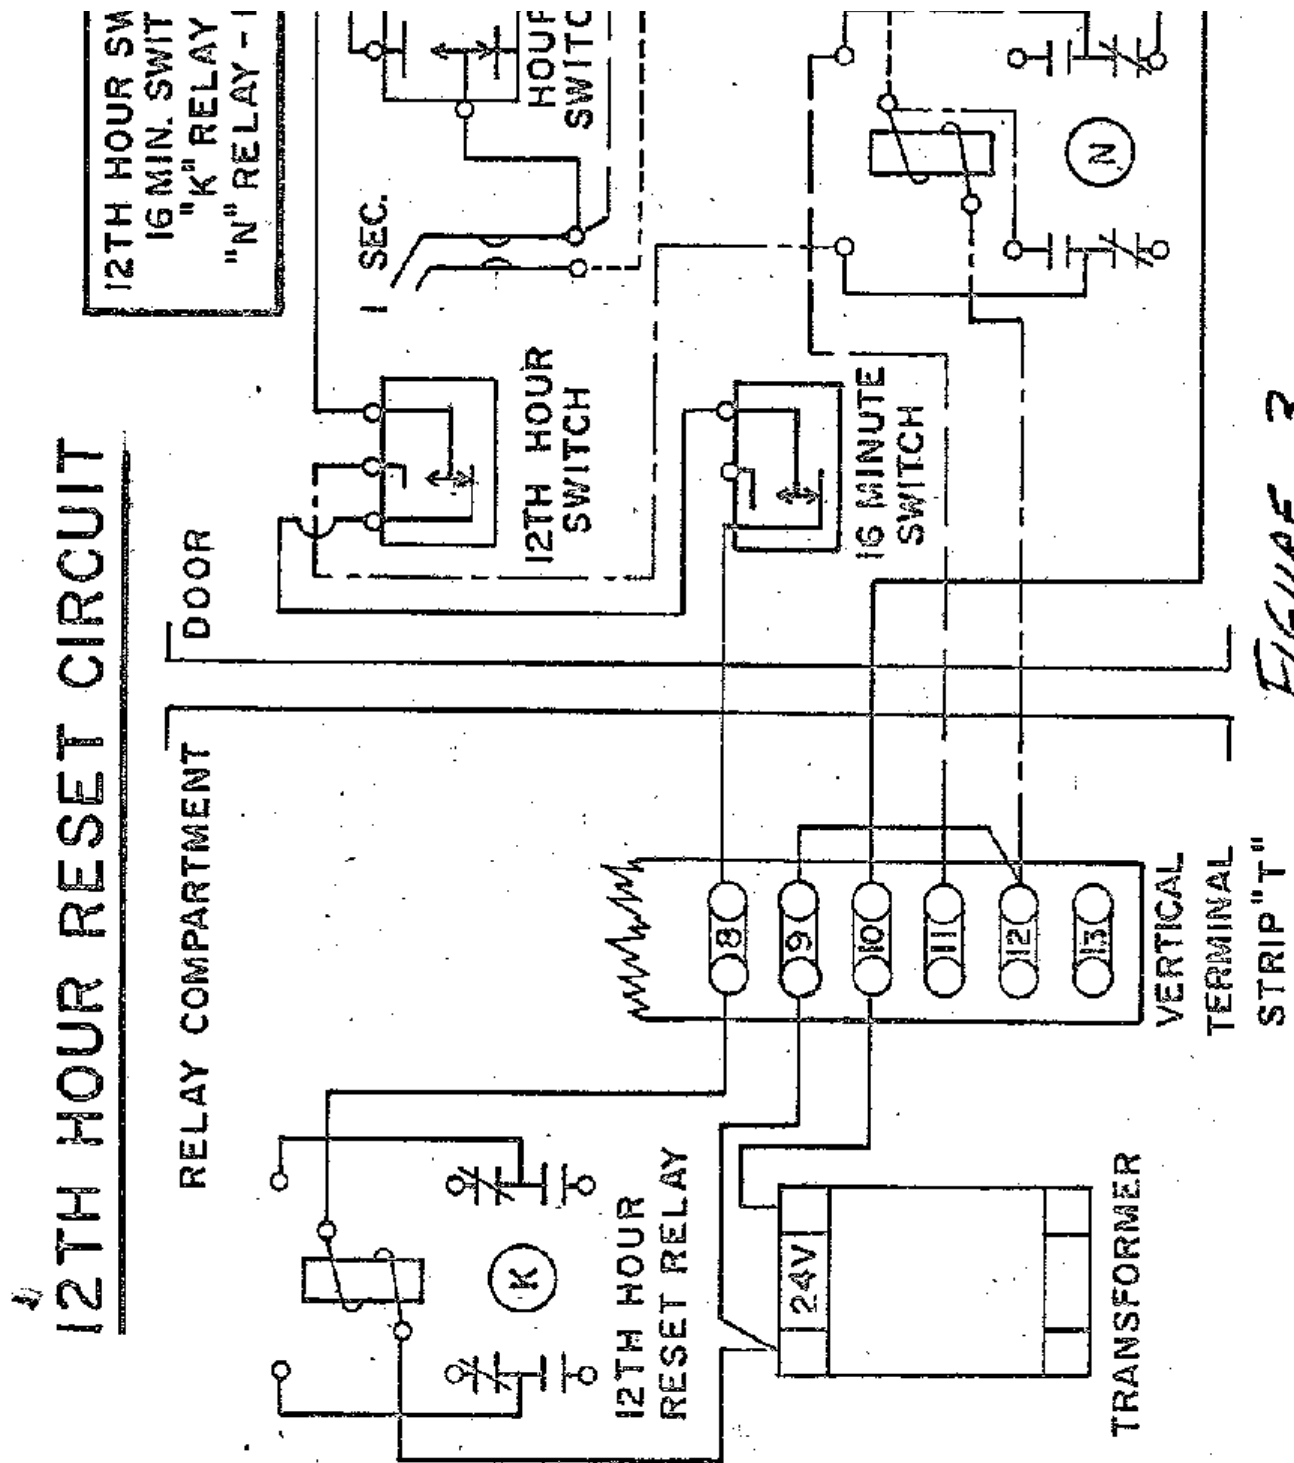 12TH HOUR RESET CIRCUIT
12TH HOUR SW
16 MIN. SWIT
"K" RELAY
"N" RELAY -
DOOR
RELAY COMPARTMENT
1 SEC.
HOUR
SWITC
12TH HOUR
SWITCH
16 MINUTE
SWITCH
N
K
12TH HOUR
RESET RELAY
24V
TRANSFORMER
8
9
10
11
12
13
VERTICAL
TERMINAL
STRIP "T"
FIGURE